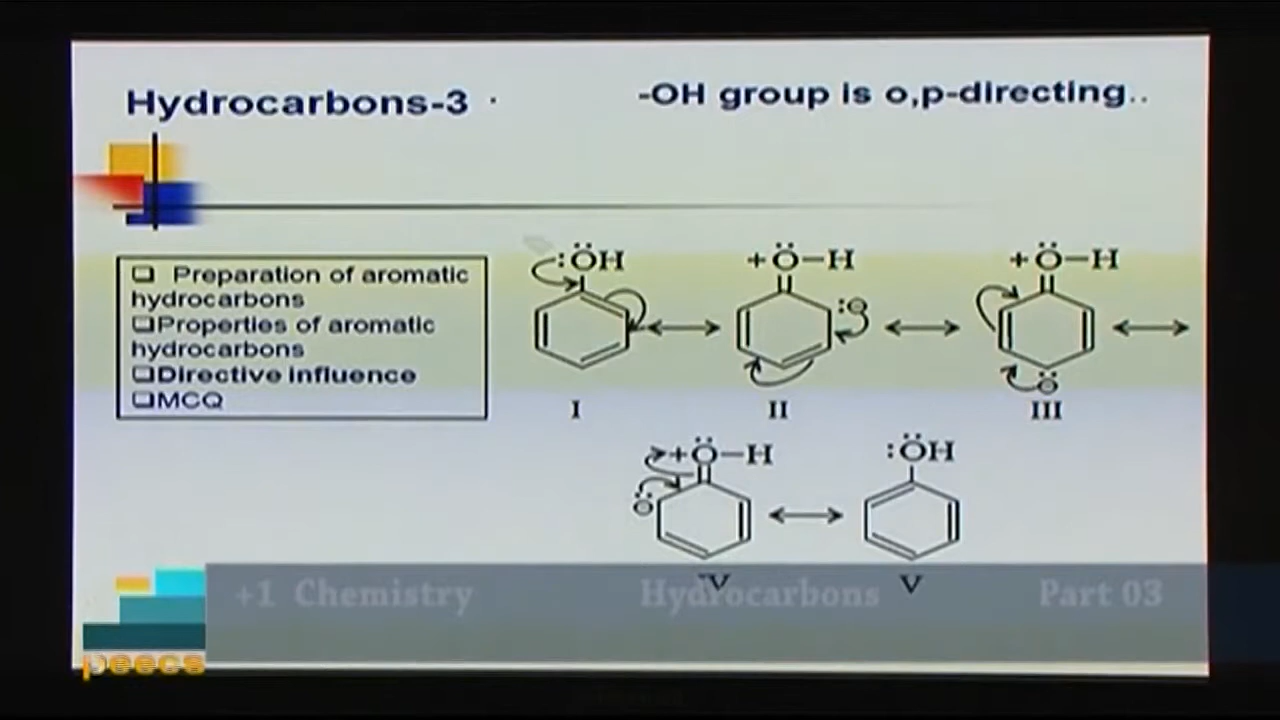 Hydrocarbons-3
-OH group is o,p-directing..
❑ Preparation of aromatic
hydrocarbons
❑Properties of aromatic
hydrocarbons
❑Directive influence
❑MCQ
:ÖH
+Ö-H
+Ö-H
I
II
III
+Ö-H
:ÖH
V
+1 Chemistry
Hydrocarbons
Part 03
peecs